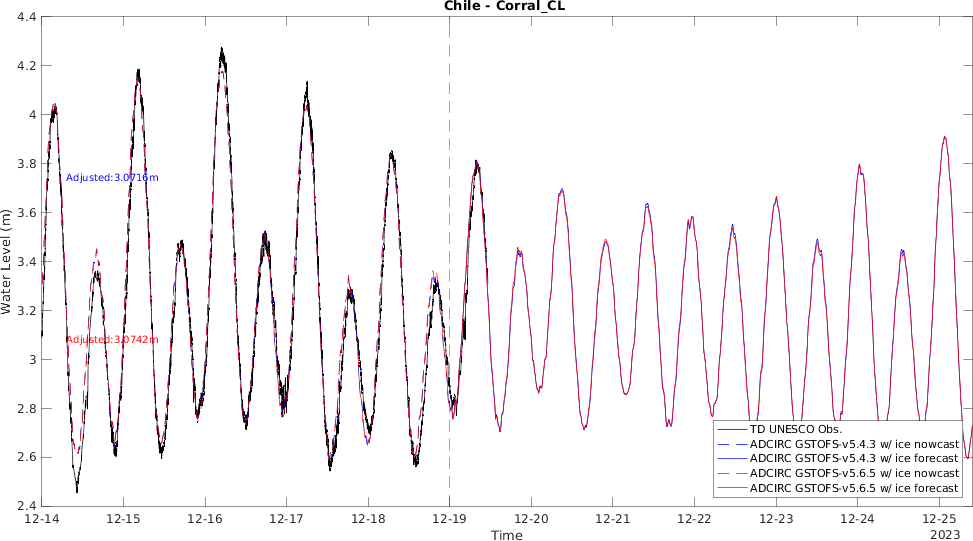 Chile - Corral_CL
4.4
4.2
4
3.8
3.6
3.4
3.2
3
2.8
2.6
2.4
Water Level (m)
Adjusted:3.0716m
Adjusted:3.0742m
TD UNESCO Obs.
ADCIRC GSTOFS-v5.4.3 w/ ice nowcast
ADCIRC GSTOFS-v5.4.3 w/ ice forecast
ADCIRC GSTOFS-v5.6.5 w/ ice nowcast
ADCIRC GSTOFS-v5.6.5 w/ ice forecast
12-14 12-15 12-16 12-17 12-18 12-19 12-20 12-21 12-22 12-23 12-24 12-25
Time
2023